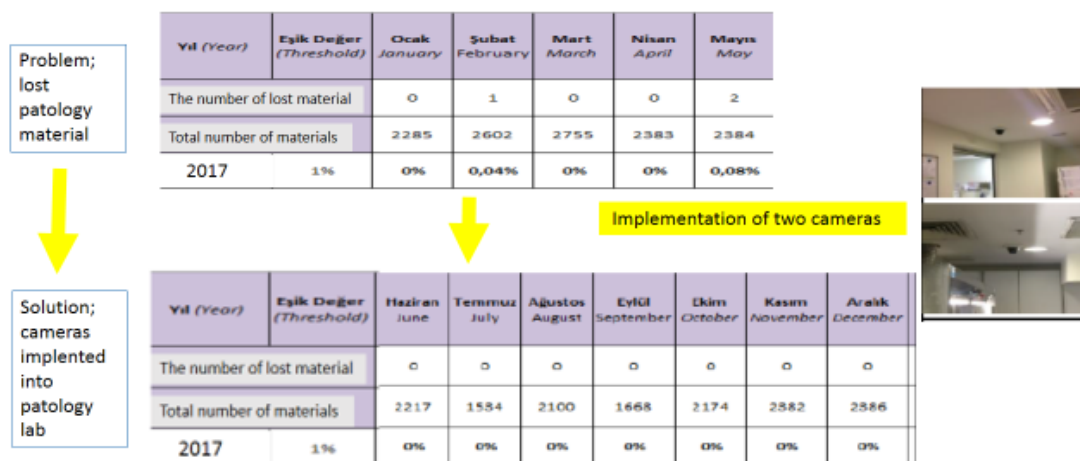 Problem;
lost
patology
material
Yıl (Year) Eşik Değer (Threshold) Ocak January Şubat February Mart March Nisan April Mayıs May
The number of lost material 0 1 0 0 2
Total number of materials 2285 2602 2755 2383 2384
2017 1% 0% 0,04% 0% 0% 0,08%
Implementation of two cameras
Solution;
cameras
implented
into
patology
lab
Yıl (Year) Eşik Değer (Threshold) Haziran June Temmuz July Ağustos August Eylül September Ekim October Kasım November Aralık December
The number of lost material 0 0 0 0 0 0 0
Total number of materials 2217 1534 2100 1668 2174 2382 2386
2017 1% 0% 0% 0% 0% 0% 0% 0%